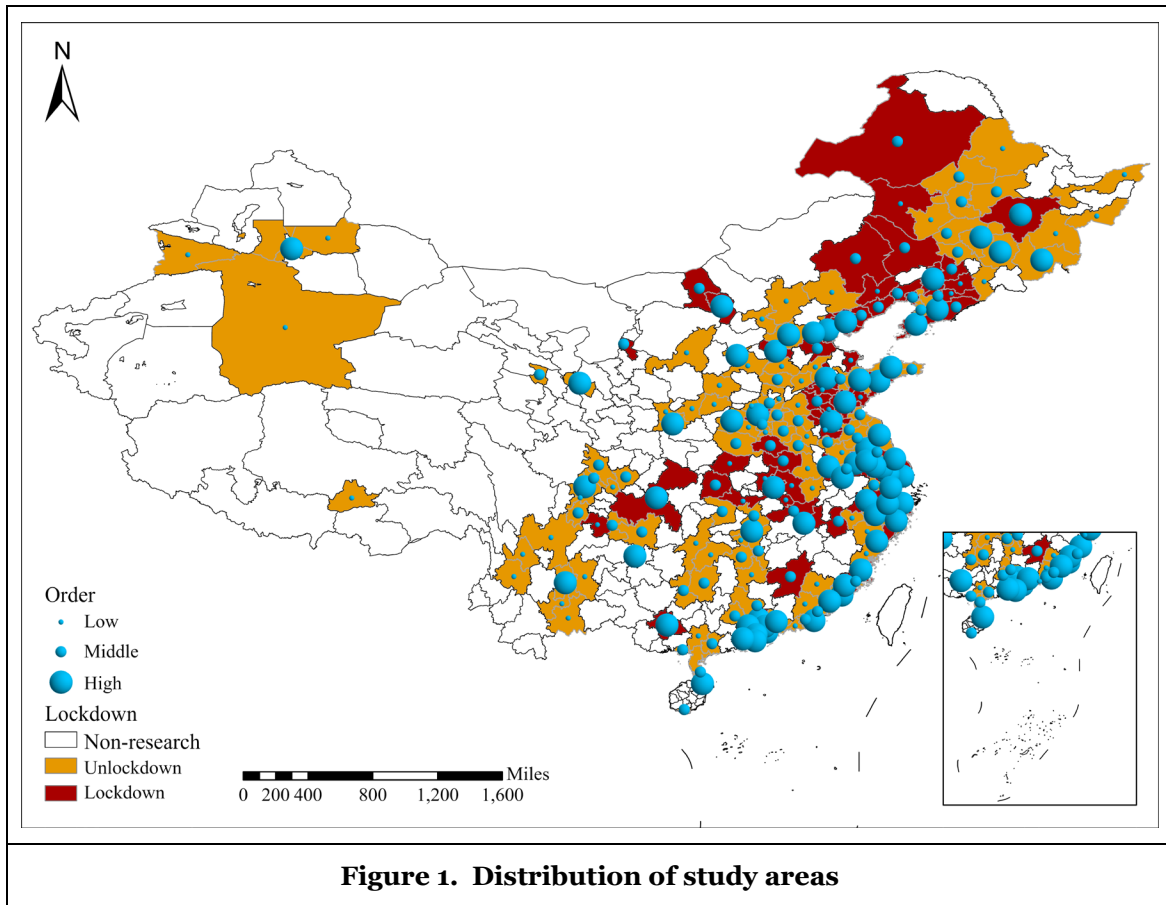 N
Order
Low
Middle
High
Lockdown
Non-research
Unlockdown
Lockdown
Miles
0 200 400 800 1,200 1,600
Figure 1. Distribution of study areas